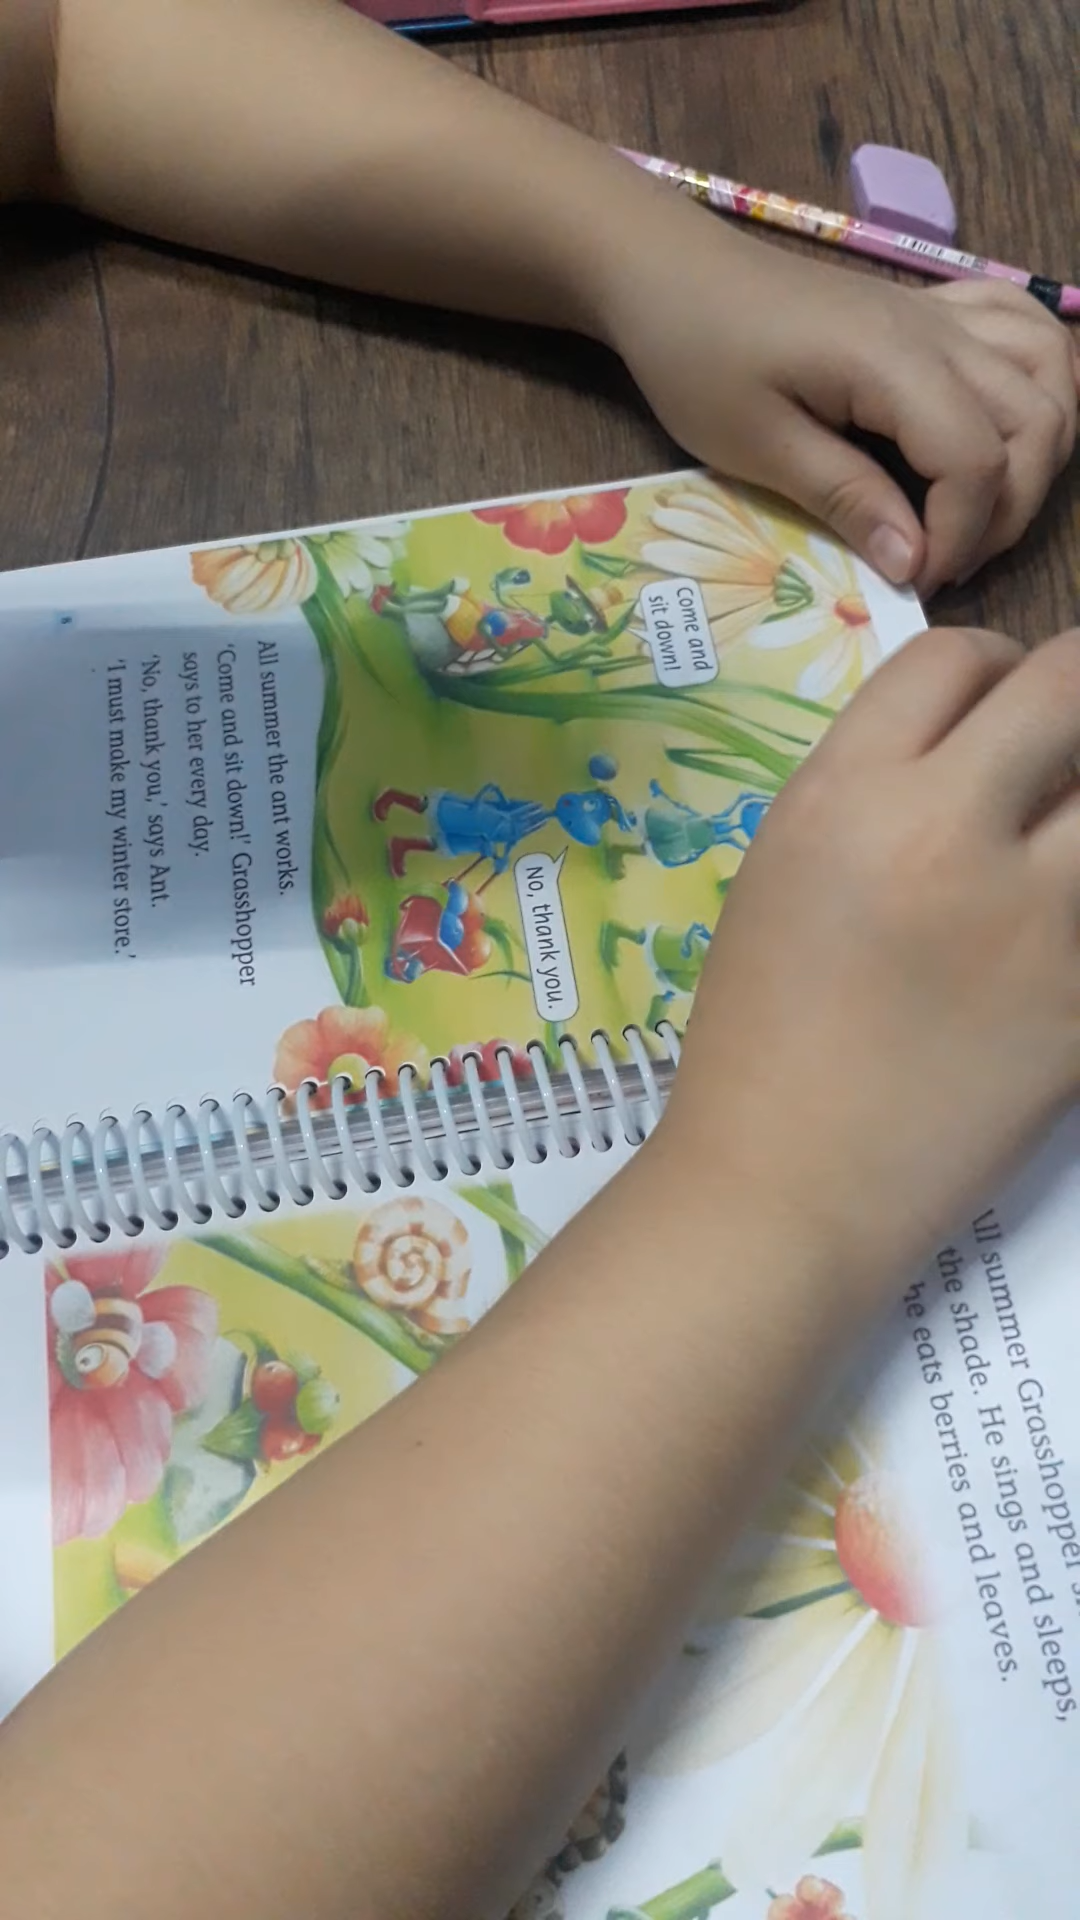 Come and
sit down!
No, thank you.
All summer the ant works.
'Come and sit down!' Grasshopper
says to her every day.
'No, thank you,' says Ant.
'I must make my winter store.'
8
All summer Grasshopper
the shade. He sings and sleeps,
he eats berries and leaves.